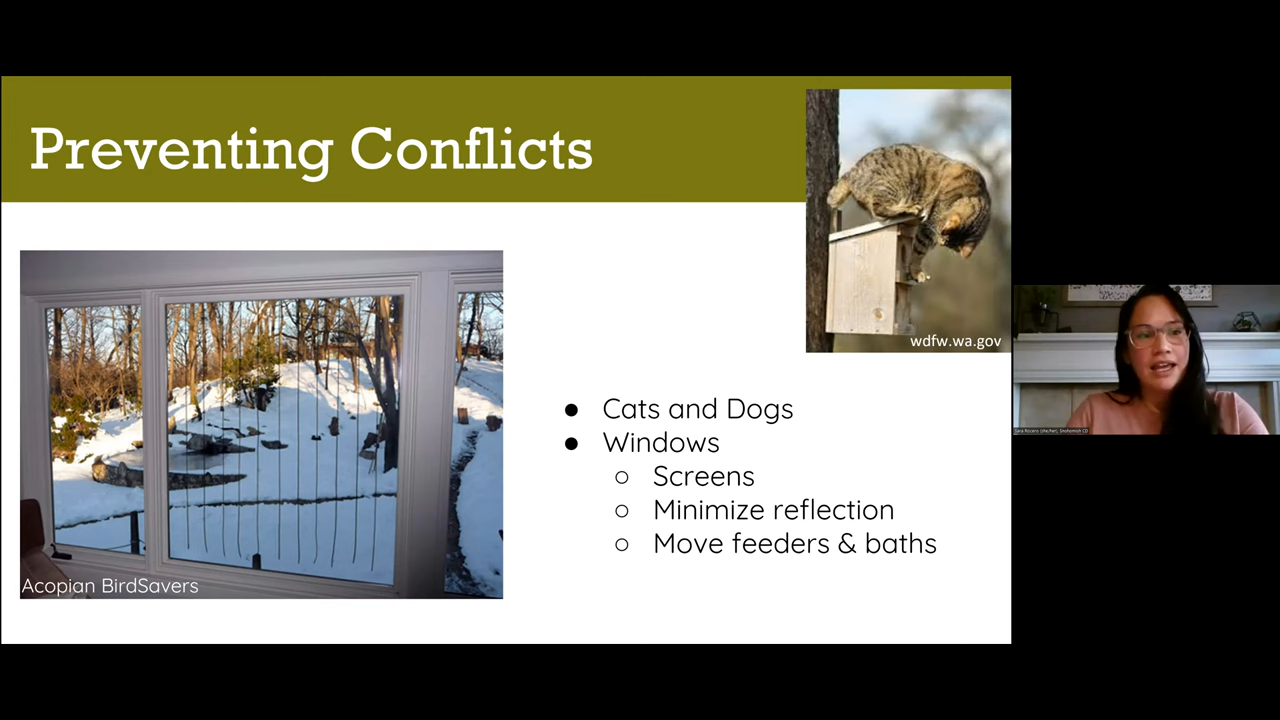 Preventing Conflicts
wdfw.wa.gov
● Cats and Dogs
● Windows
○ Screens
○ Minimize reflection
○ Move feeders & baths
Acopian BirdSavers